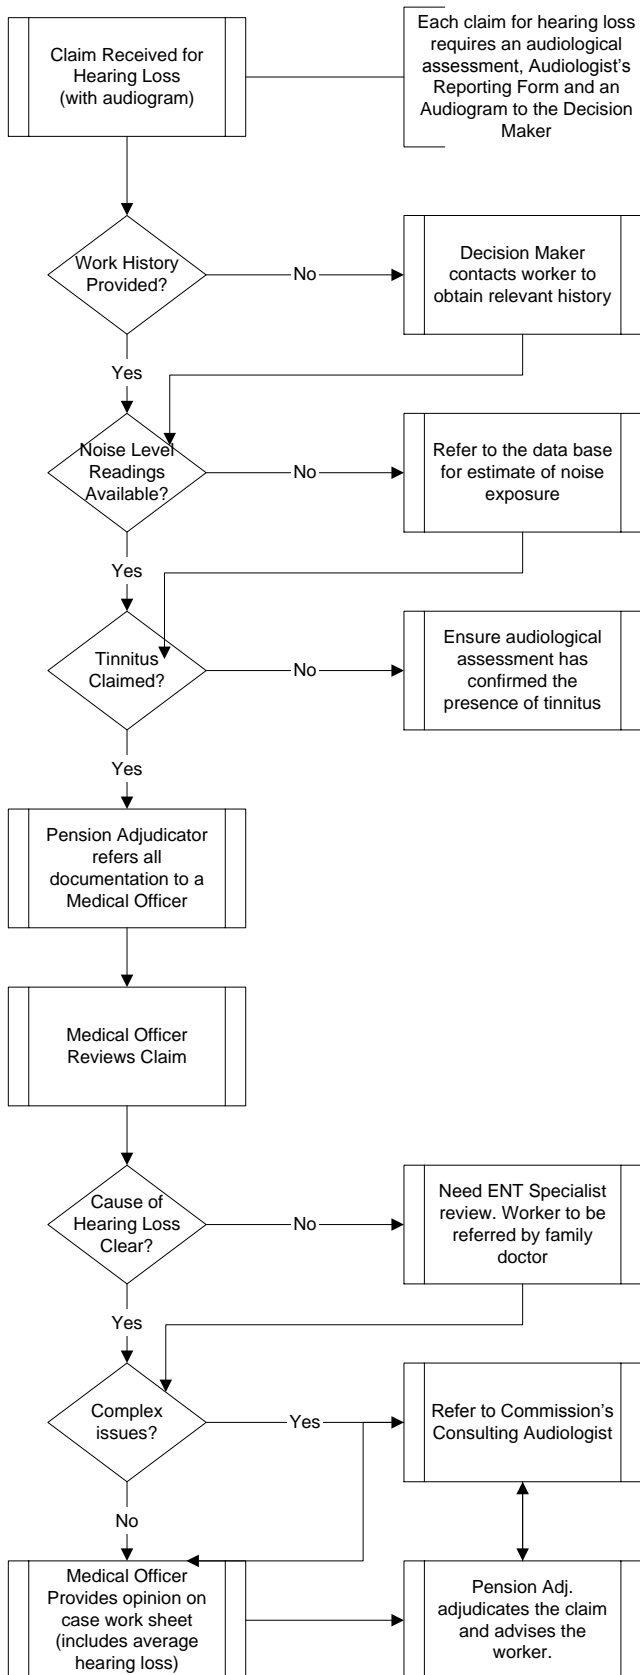 Claim Received for
Hearing Loss
(with audiogram)
Each claim for hearing loss
requires an audiological
assessment, Audiologist's
Reporting Form and an
Audiogram to the Decision
Maker
Work History
Provided?
No
Decision Maker
contacts worker to
obtain relevant history
Yes
Noise Level
Readings
Available?
No
Refer to the data base
for estimate of noise
exposure
Yes
Tinnitus
Claimed?
No
Ensure audiological
assessment has
confirmed the
presence of tinnitus
Yes
Pension Adjudicator
refers all
documentation to a
Medical Officer
Medical Officer
Reviews Claim
Cause of
Hearing Loss
Clear?
No
Need ENT Specialist
review. Worker to be
referred by family
doctor
Yes
Complex
issues?
Yes
Refer to Commission's
Consulting Audiologist
No
Medical Officer
Provides opinion on
case work sheet
(includes average
hearing loss)
Pension Adj.
adjudicates the claim
and advises the
worker.